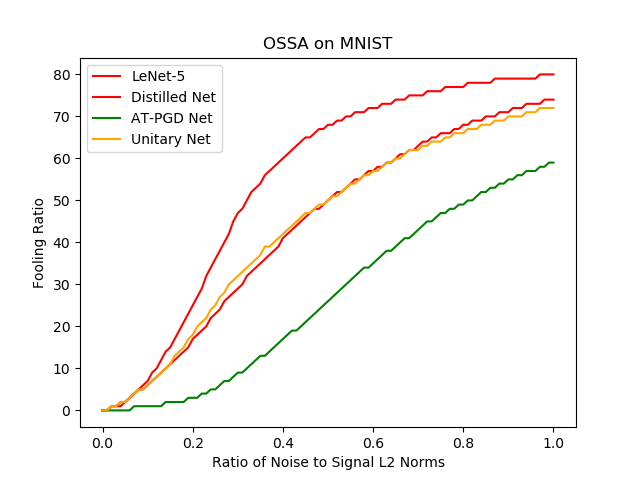 OSSA on MNIST
LeNet-5
Distilled Net
AT-PGD Net
Unitary Net
Fooling Ratio
80
70
60
50
40
30
20
10
0
0.0 0.2 0.4 0.6 0.8 1.0
Ratio of Noise to Signal L2 Norms